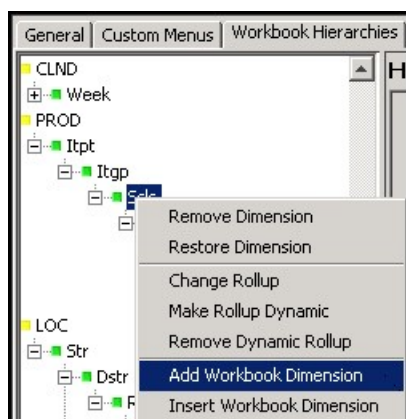 General
Custom Menus
Workbook Hierarchies
H
CLND
Week
PROD
Itpt
Itgp
Scls
Remove Dimension
Restore Dimension
Change Rollup
Make Rollup Dynamic
Remove Dynamic Rollup
Add Workbook Dimension
Insert Workbook Dimension
LOC
Str
Dstr